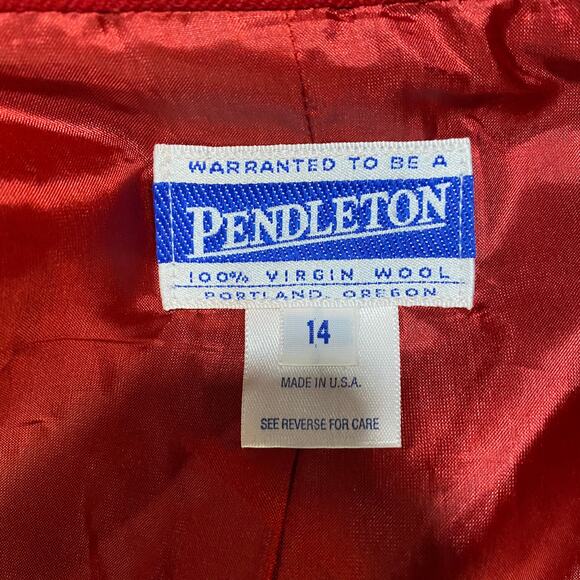 WARRANTED TO BE A
PENDLETON
100% VIRGIN WOOL
PORTLAND, OREGON
14
MADE IN U.S.A.
SEE REVERSE FOR CARE